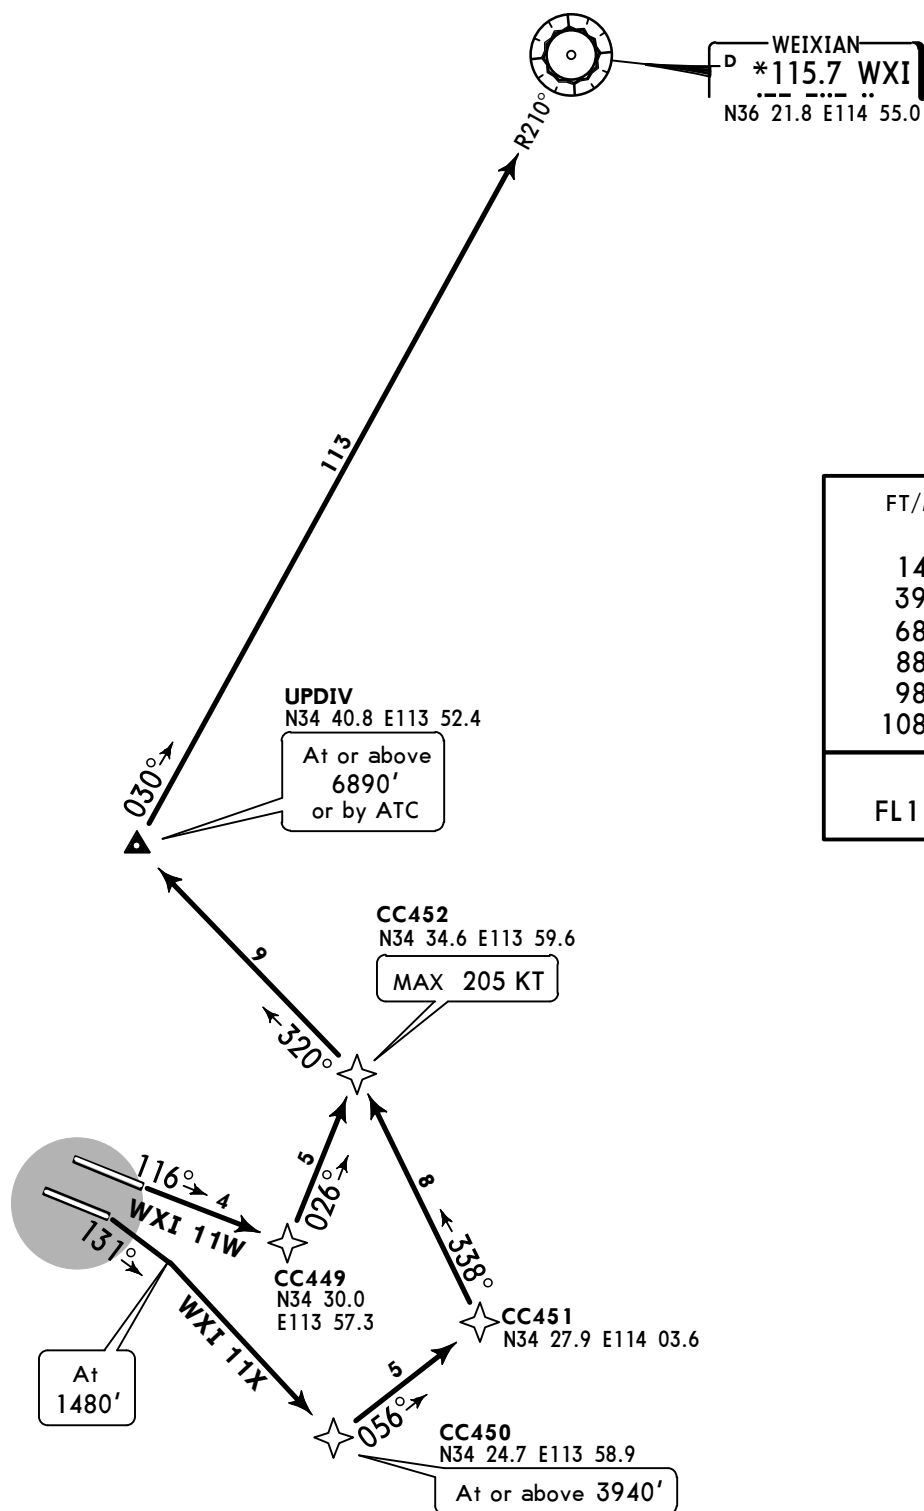 WEIXIAN
D *115.7 WXI
N36 21.8 E114 55.0
R210°
113
FT/
14
39
68
88
98
108
FL1
UPDIV
N34 40.8 E113 52.4
At or above
6890'
or by ATC
030°
CC452
N34 34.6 E113 59.6
MAX 205 KT
9
320°
116°
4
WXI 11W
5
026°
8
338°
131°
CC449
N34 30.0
E113 57.3
CC451
N34 27.9 E114 03.6
WXI 11X
At
1480'
5
056°
CC450
N34 24.7 E113 58.9
At or above 3940'